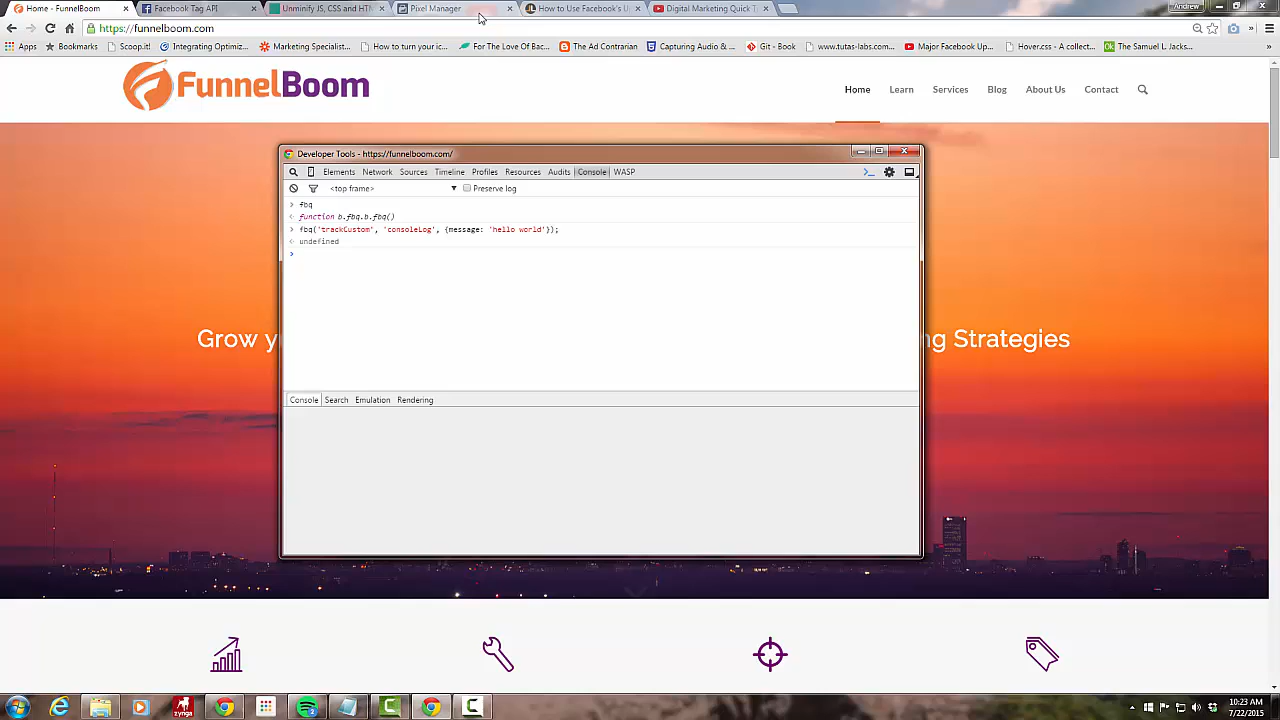 Home - FunnelBoom
Facebook Tag API
Unminify JS, CSS and HTM
Pixel Manager
How to Use Facebook's U
Digital Marketing Quick T
Andrew
https://funnelboom.com
Apps
Bookmarks
Scoop.it!
Integrating Optimiz...
Marketing Specialist...
How to turn your ic...
For The Love Of Bac...
The Ad Contrarian
Capturing Audio &...
Git - Book
www.tutas-labs.com...
Major Facebook Up...
Hover.css - A collect...
The Samuel L Jacks...
FunnelBoom
Home
Learn
Services
Blog
About Us
Contact
Developer Tools - https://funnelboom.com/
Elements Network Sources Timeline Profiles Resources Audits Console WASP
<top frame>
Preserve log
fbq
function b.fbq.b.fbq()
fbq('trackCustom', 'consoleLog', {message: 'hello world'});
undefined
Grow y
ng Strategies
Console Search Emulation Rendering
zynga
10:23 AM
7/22/2015